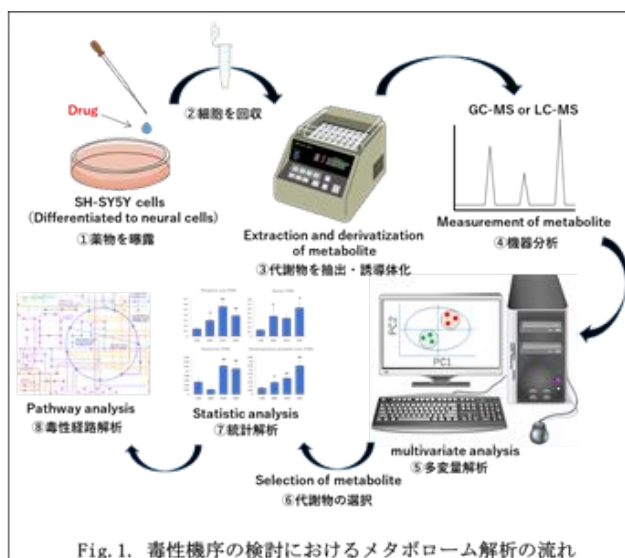 Drug
②細胞を回収
SH-SY5Y cells
(Differentiated to neural cells)
①薬物を曝露
Extraction and derivatization
of metabolite
③代謝物を抽出・誘導体化
GC-MS or LC-MS
Measurement of metabolite
④機器分析
PC2
PC1
multivariate analysis
⑤多変量解析
Selection of metabolite
⑥代謝物の選択
Statistic analysis
⑦統計解析
Pathway analysis
⑧毒性経路解析
Fig. 1. 毒性機序の検討におけるメタボローム解析の流れ